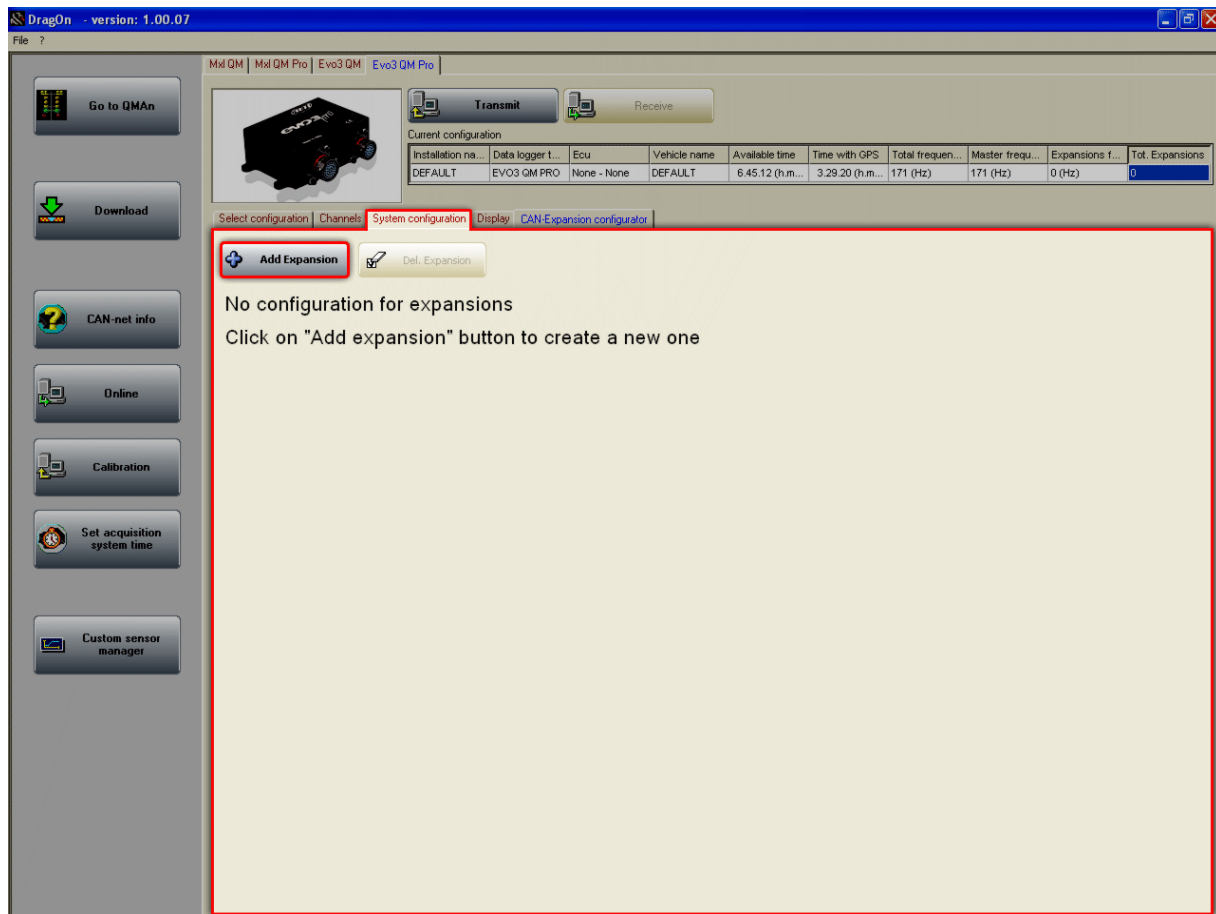 DragOn - version: 1.00.07
File ?
Mxl QM Mxl QM Pro Evo3 QM Evo3 QM Pro
Go to QMAn
Transmit
Receive
Current configuration
Installation na... Data logger t... Ecu Vehicle name Available time Time with GPS Total frequen... Master frequ... Expansions f... Tot. Expansions
DEFAULT EVO3 QM PRO None - None DEFAULT 6.45.12 (h.m... 3.29.20 (h.m... 171 (Hz) 171 (Hz) 0 (Hz) 0
Download
Select configuration Channels System configuration Display CAN-Expansion configurator
Add Expansion
Del. Expansion
No configuration for expansions
Click on "Add expansion" button to create a new one
CAN-net info
Online
Calibration
Set acquisition
system time
Custom sensor
manager